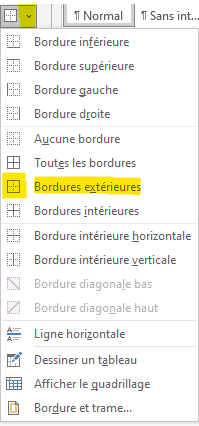 ¶ Normal ¶ Sans int...
Bordure inférieure
Bordure supérieure
Bordure gauche
Bordure droite
Aucune bordure
Toutes les bordures
Bordures extérieures
Bordures intérieures
Bordure intérieure horizontale
Bordure intérieure verticale
Bordure diagonale bas
Bordure diagonale haut
Ligne horizontale
Dessiner un tableau
Afficher le quadrillage
Bordure et trame...